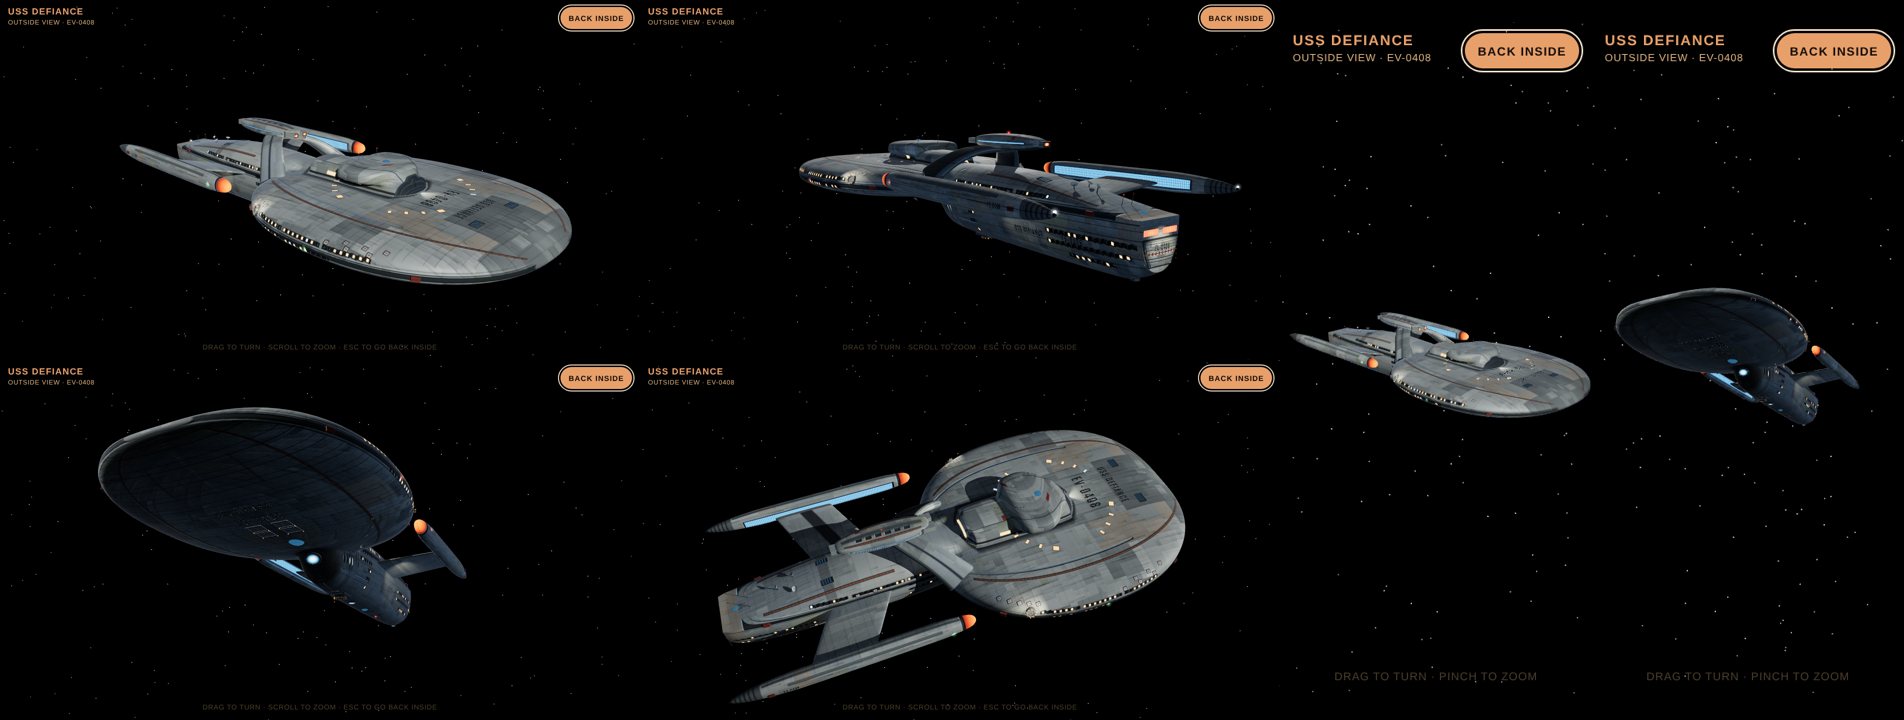 USS DEFIANCE
OUTSIDE VIEW · EV-0408
BACK INSIDE
DRAG TO TURN · SCROLL TO ZOOM · ESC TO GO BACK INSIDE
USS DEFIANCE
OUTSIDE VIEW · EV-0408
BACK INSIDE
DRAG TO TURN · SCROLL TO ZOOM · ESC TO GO BACK INSIDE
USS DEFIANCE
OUTSIDE VIEW · EV-0408
BACK INSIDE
DRAG TO TURN · SCROLL TO ZOOM · ESC TO GO BACK INSIDE
USS DEFIANCE
OUTSIDE VIEW · EV-0408
BACK INSIDE
USS DEFIANCE
EV-0408
DRAG TO TURN · SCROLL TO ZOOM · ESC TO GO BACK INSIDE
USS DEFIANCE
OUTSIDE VIEW · EV-0408
BACK INSIDE
DRAG TO TURN · PINCH TO ZOOM
USS DEFIANCE
OUTSIDE VIEW · EV-0408
BACK INSIDE
DRAG TO TURN · PINCH TO ZOOM